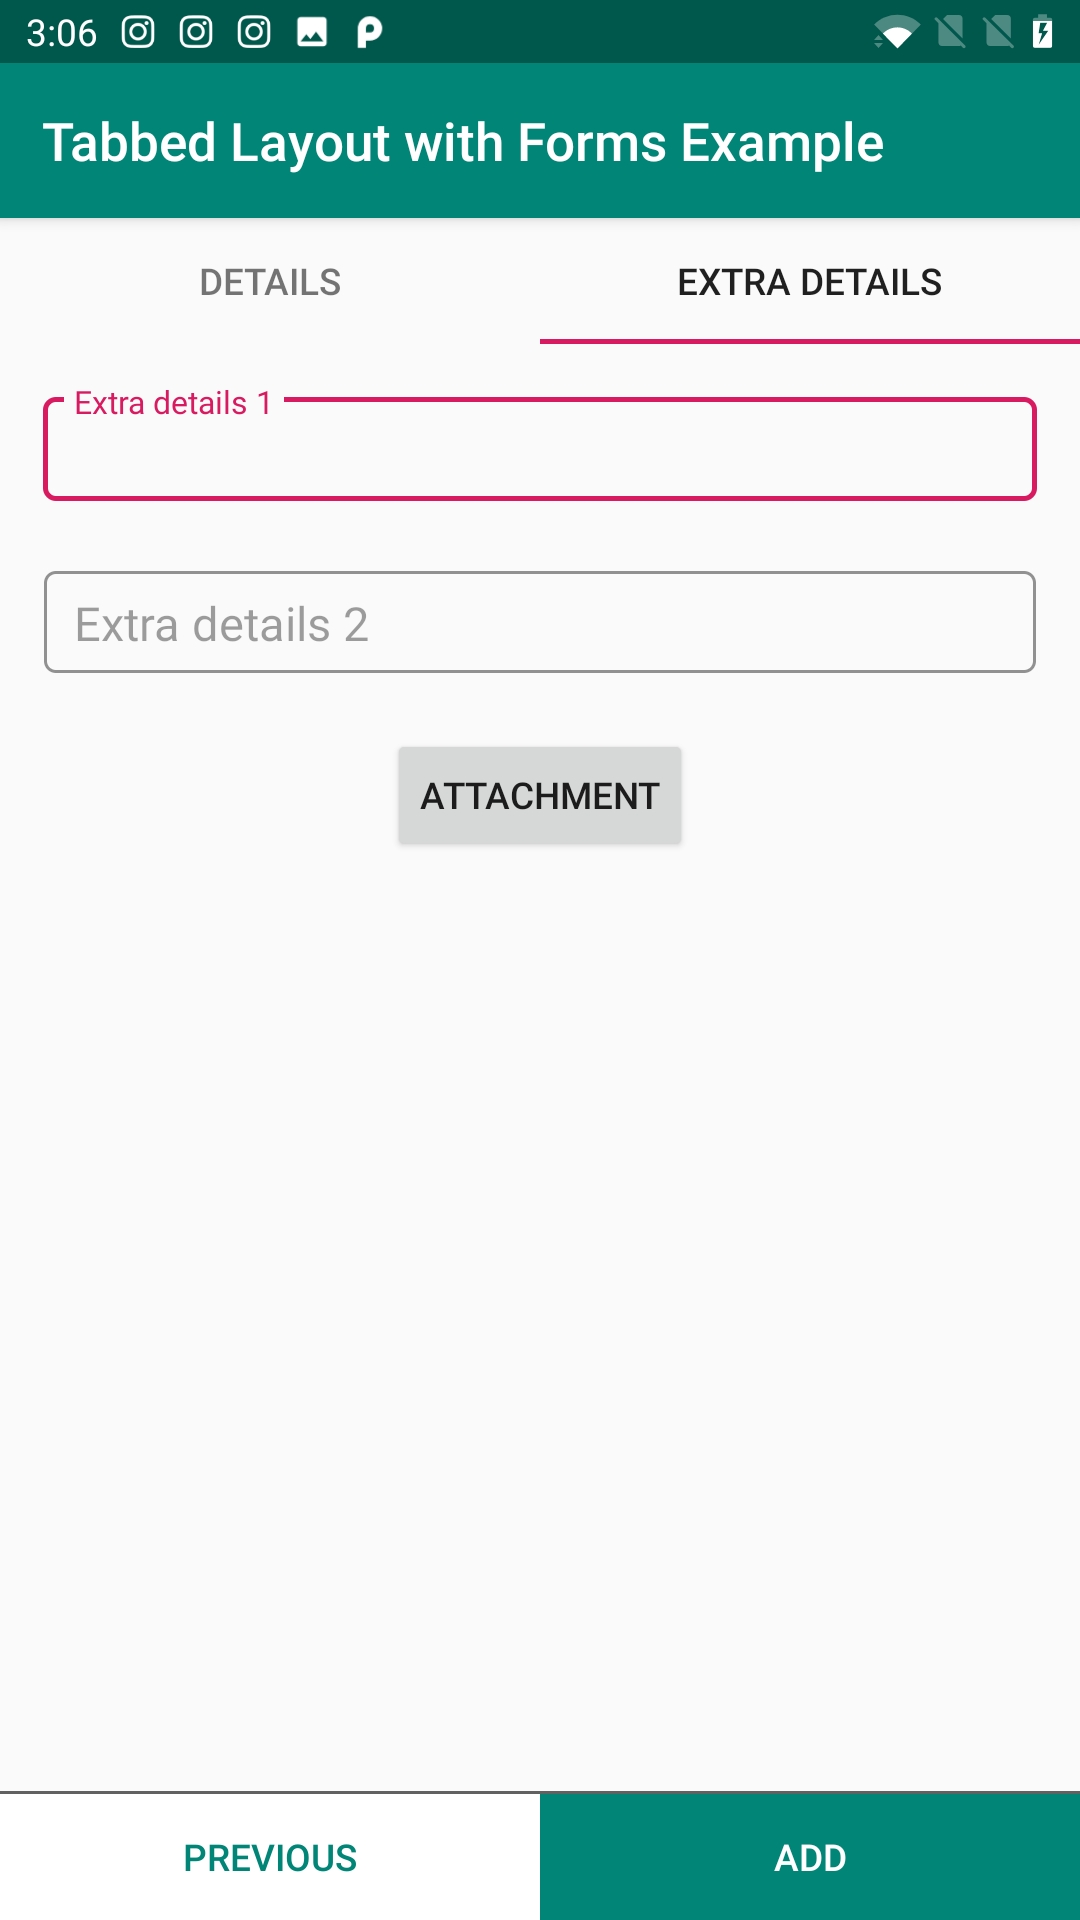 3:06
Tabbed Layout with Forms Example
DETAILS
EXTRA DETAILS
Extra details 1
Extra details 2
ATTACHMENT
PREVIOUS
ADD